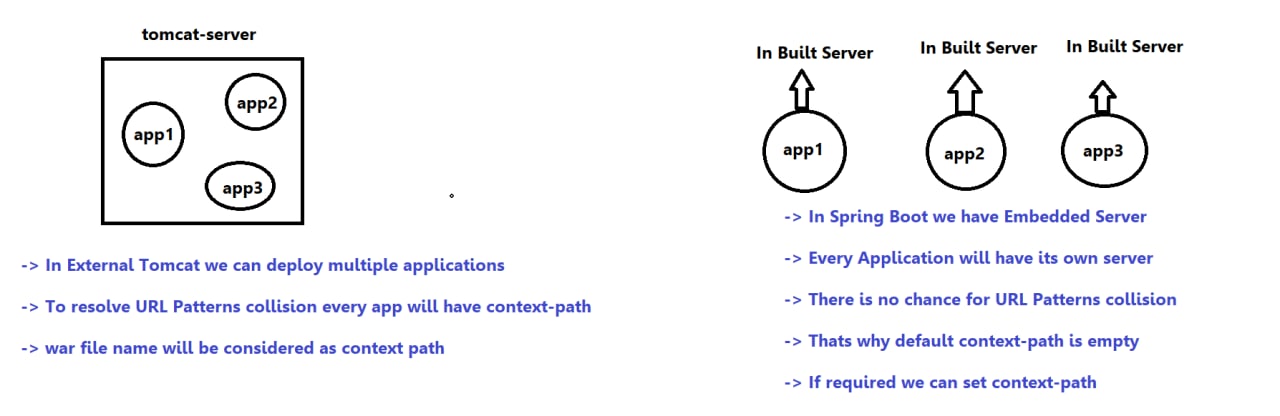 tomcat-server
app1
app2
app3
-> In External Tomcat we can deploy multiple applications
-> To resolve URL Patterns collision every app will have context-path
-> war file name will be considered as context path
In Built Server
In Built Server
In Built Server
app1
app2
app3
-> In Spring Boot we have Embedded Server
-> Every Application will have its own server
-> There is no chance for URL Patterns collision
-> Thats why default context-path is empty
-> If required we can set context-path